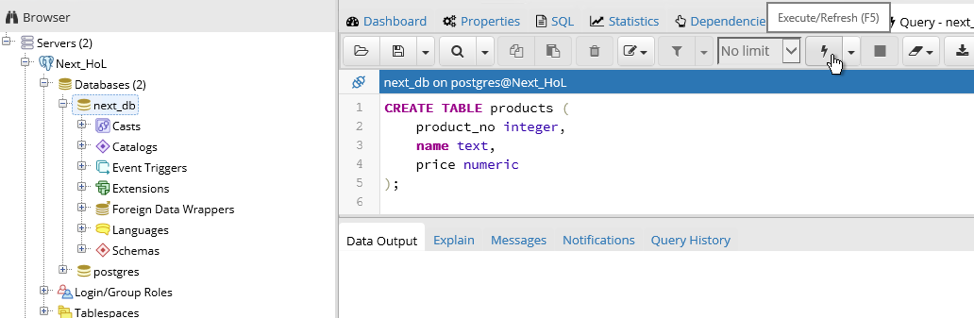 Browser
Servers (2)
Next_HoL
Databases (2)
next_db
Casts
Catalogs
Event Triggers
Extensions
Foreign Data Wrappers
Languages
Schemas
postgres
Login/Group Roles
Tablespaces
Dashboard Properties SQL Statistics Dependencie Query - next_
Execute/Refresh (F5)
No limit
next_db on postgres@Next_HoL
1 CREATE TABLE products (
2 product_no integer,
3 name text,
4 price numeric
5 );
6
Data Output Explain Messages Notifications Query History